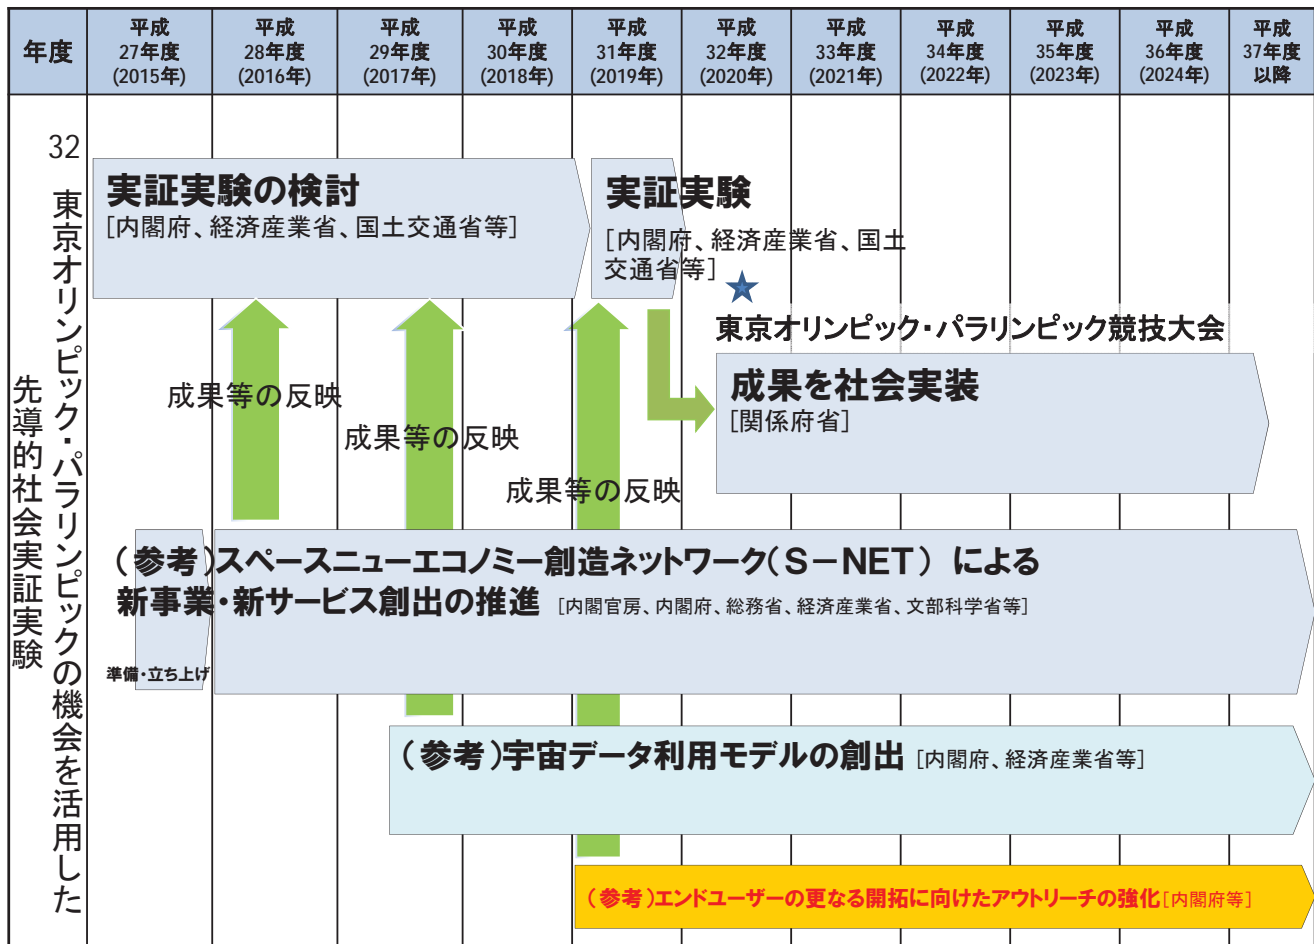 年度
平成
27年度
(2015年)
平成
28年度
(2016年)
平成
29年度
(2017年)
平成
30年度
(2018年)
平成
31年度
(2019年)
平成
32年度
(2020年)
平成
33年度
(2021年)
平成
34年度
(2022年)
平成
35年度
(2023年)
平成
36年度
(2024年)
平成
37年度
以降
32
東京オリンピック・パラリンピックの機会を活用した
先導的社会実証実験
実証実験の検討
[内閣府、経済産業省、国土交通省等]
実証実験
[内閣府、経済産業省、国土
交通省等]
東京オリンピック・パラリンピック競技大会
成果を社会実装
[関係府省]
成果等の反映
成果等の反映
成果等の反映
(参考)スペースニューエコノミー創造ネットワーク(S-NET) による
新事業・新サービス創出の推進 [内閣官房、内閣府、総務省、経済産業省、文部科学省等]
準備・立ち上げ
(参考)宇宙データ利用モデルの創出 [内閣府、経済産業省等]
(参考)エンドユーザーの更なる開拓に向けたアウトリーチの強化[内閣府等]